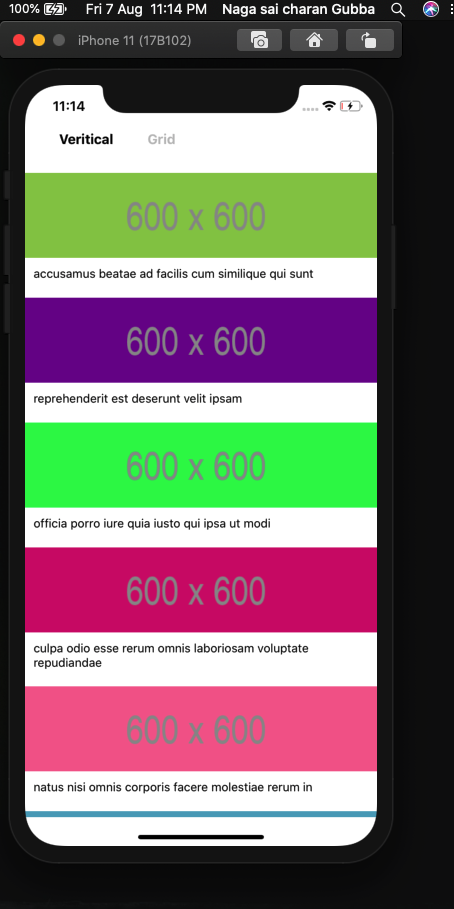 100% Fri 7 Aug 11:14 PM Naga sai charan Gubba
iPhone 11 (17B102)
11:14
Veritical Grid
600 x 600
accusamus beatae ad facilis cum similique qui sunt
600 x 600
reprehenderit est deserunt velit ipsam
600 x 600
officia porro iure quia iusto qui ipsa ut modi
600 x 600
culpa odio esse rerum omnis laboriosam voluptate
repudiandae
600 x 600
natus nisi omnis corporis facere molestiae rerum in